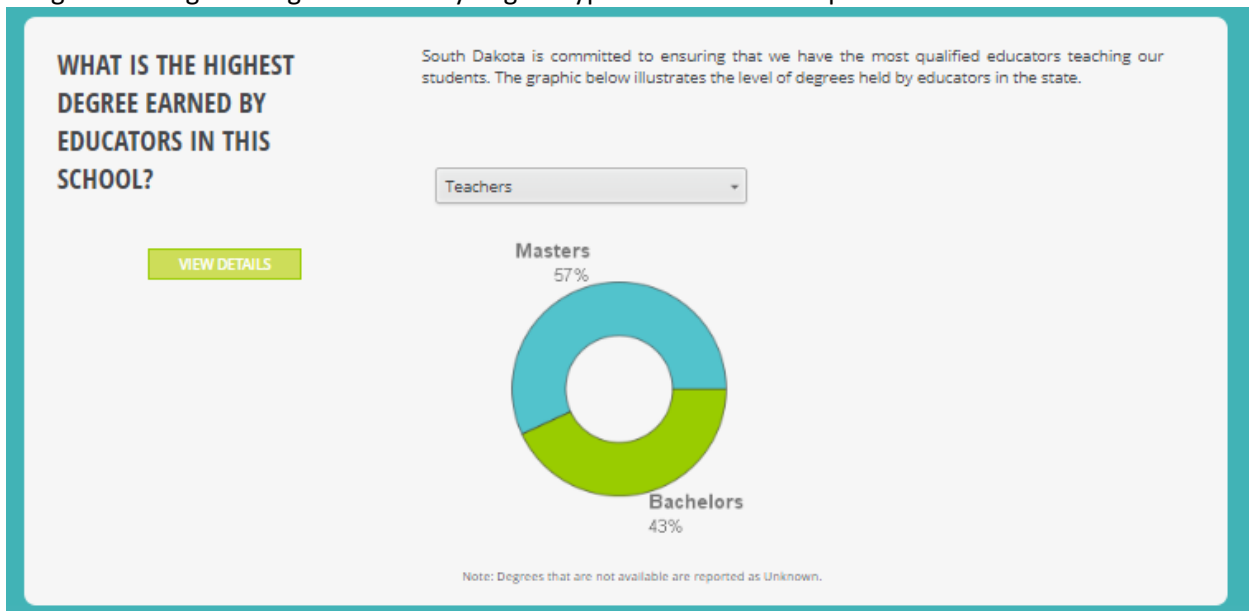 WHAT IS THE HIGHEST
DEGREE EARNED BY
EDUCATORS IN THIS
SCHOOL?
VIEW DETAILS
South Dakota is committed to ensuring that we have the most qualified educators teaching our
students. The graphic below illustrates the level of degrees held by educators in the state.
Teachers
Masters
57%
Bachelors
43%
Note: Degrees that are not available are reported as Unknown.